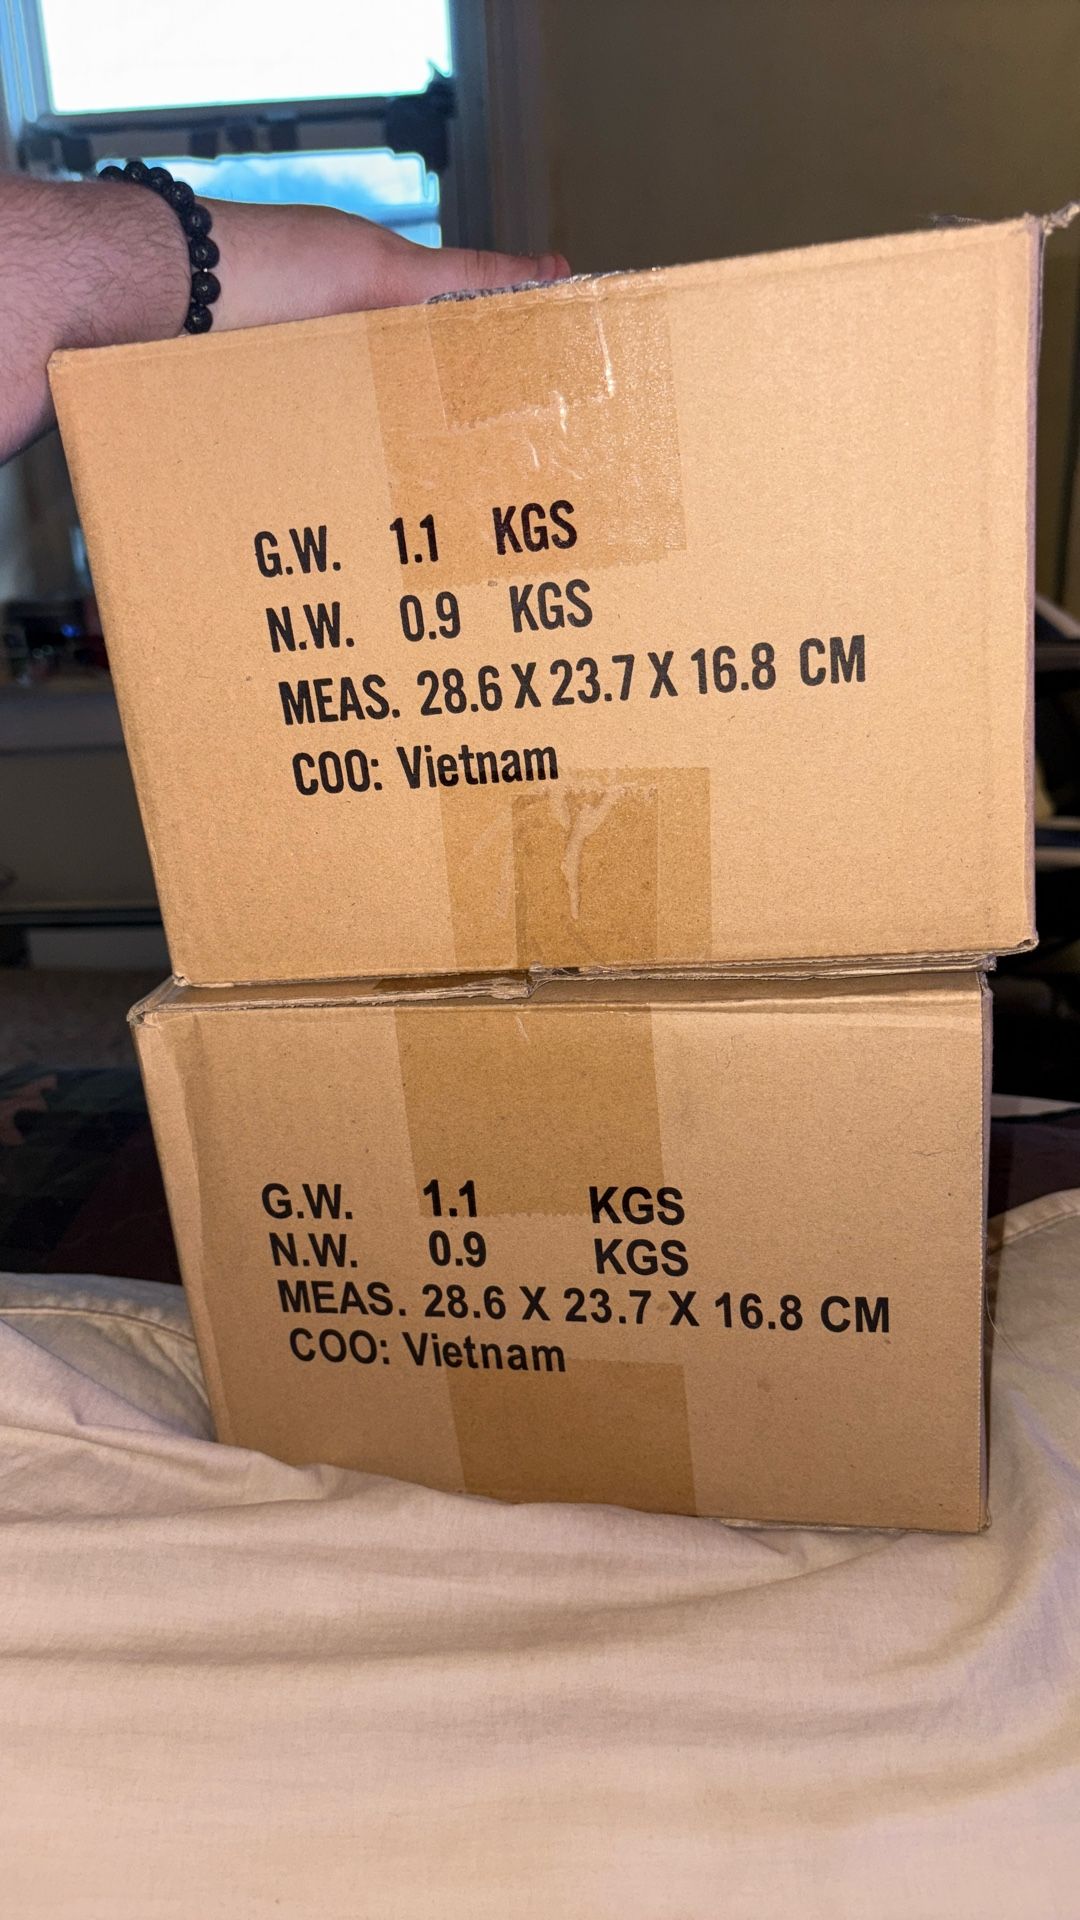 G.W. 1.1 KGS
N.W. 0.9 KGS
MEAS. 28.6 X 23.7 X 16.8 CM
COO: Vietnam
G.W. 1.1 KGS
N.W. 0.9 KGS
MEAS. 28.6 X 23.7 X 16.8 CM
COO: Vietnam